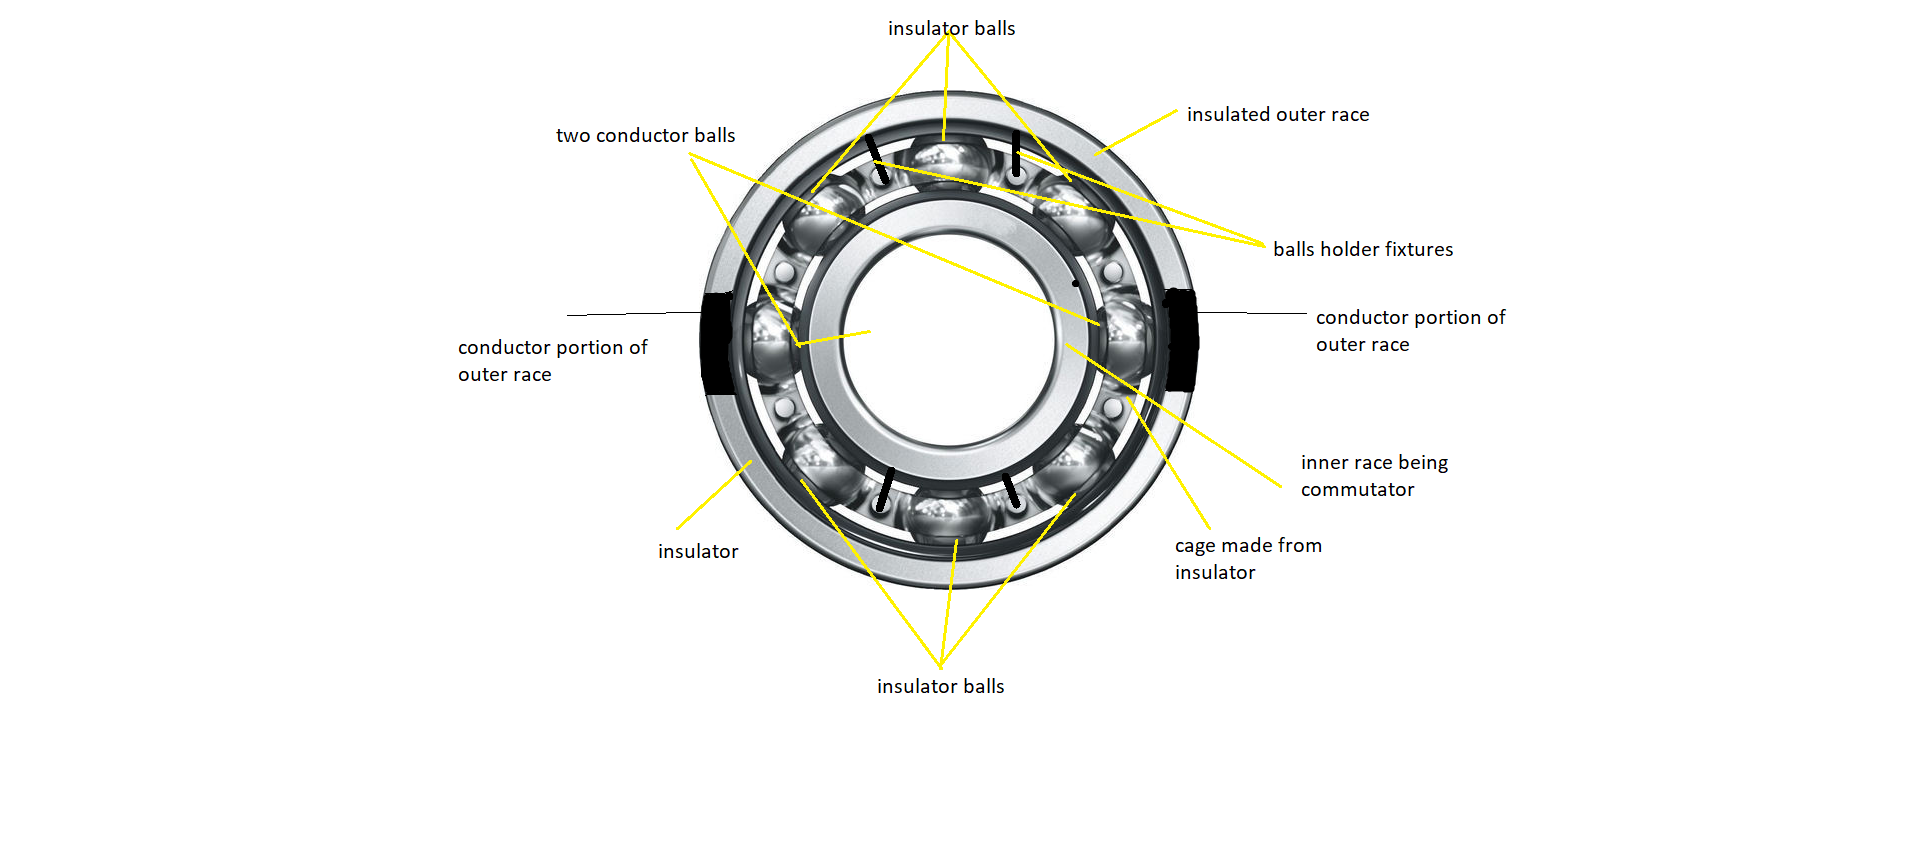 insulator balls
insulated outer race
two conductor balls
balls holder fixtures
conductor portion of
outer race
conductor portion of
outer race
inner race being
commutator
cage made from
insulator
insulator
insulator balls